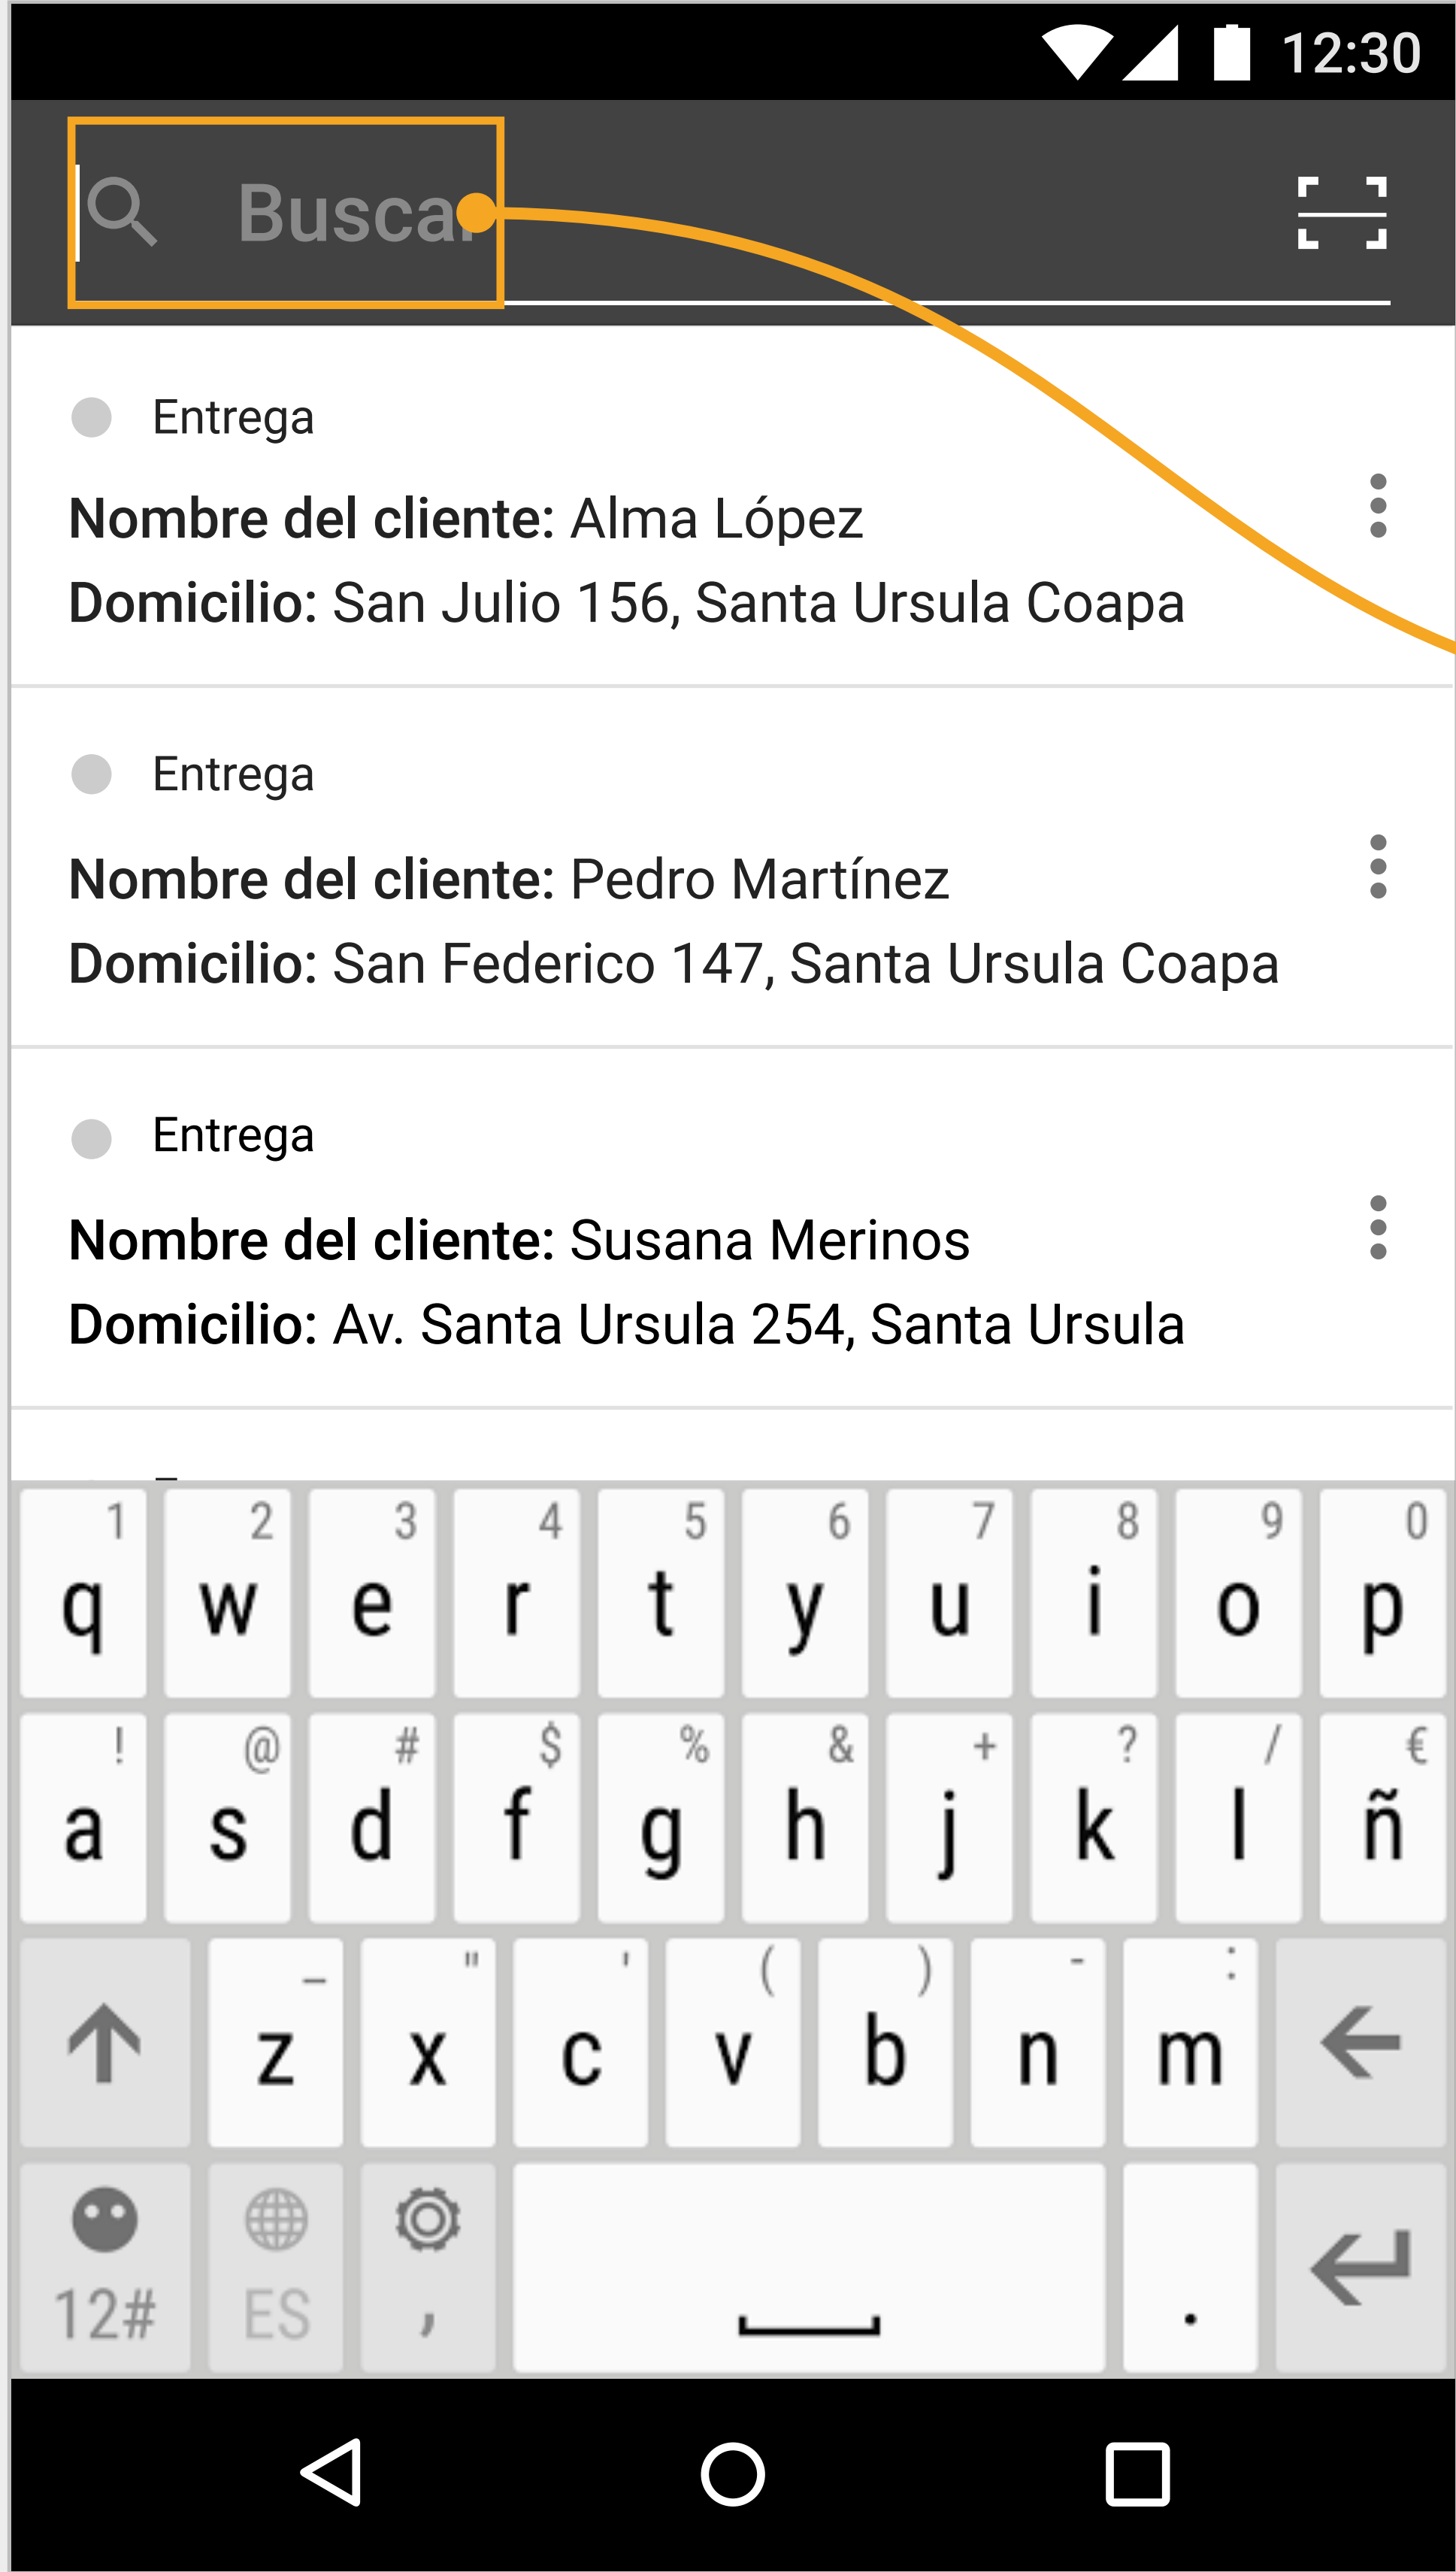 12:30
Buscar
Entrega
Nombre del cliente: Alma López
Domicilio: San Julio 156, Santa Ursula Coapa
Entrega
Nombre del cliente: Pedro Martínez
Domicilio: San Federico 147, Santa Ursula Coapa
Entrega
Nombre del cliente: Susana Merinos
Domicilio: Av. Santa Ursula 254, Santa Ursula
1 2 3 4 5 6 7 8 9 0
q w e r t y u i o p
! @ # $ % & + ? / €
a s d f g h j k l ñ
_ " ' ( ) - :
z x c v b n m
12# ES , .